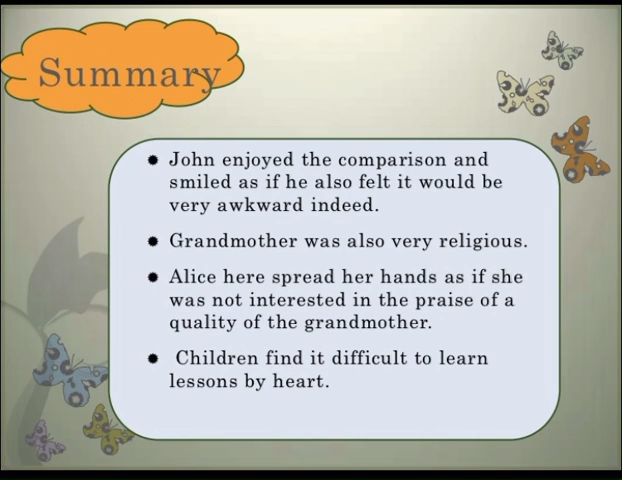 Summary
John enjoyed the comparison and
smiled as if he also felt it would be
very awkward indeed.
Grandmother was also very religious.
Alice here spread her hands as if she
was not interested in the praise of a
quality of the grandmother.
Children find it difficult to learn
lessons by heart.